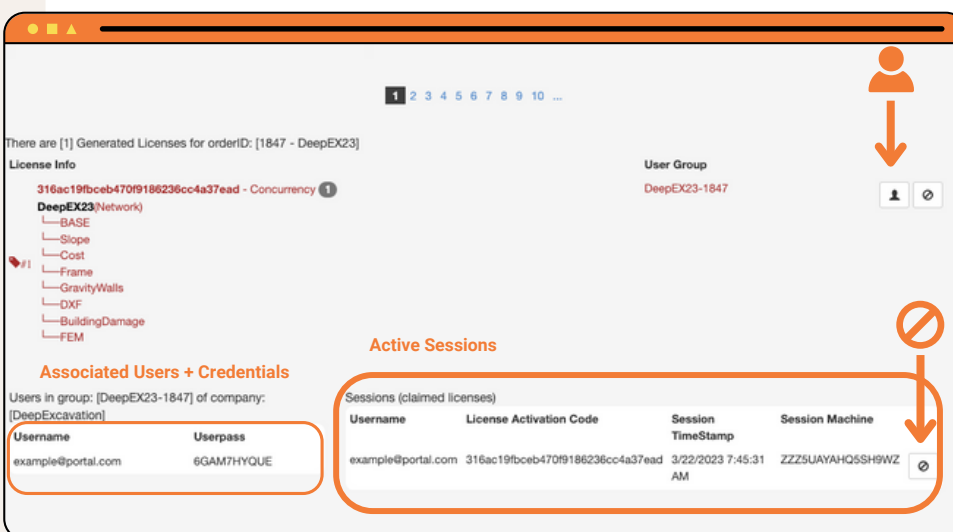 1 2 3 4 5 6 7 8 9 10 ...
There are [1] Generated Licenses for orderID: [1847 - DeepEX23]
License Info
User Group
316ac19fbceb470f9186236cc4a37ead - Concurrency 1
DeepEX23-1847
DeepEX23(Network)
BASE
Slope
Cost
#1
Frame
GravityWalls
DXF
BuildingDamage
FEM
Active Sessions
Associated Users + Credentials
Users in group: [DeepEX23-1847] of company:
[DeepExcavation]
Username Userpass
example@portal.com 6GAM7HYQUE
Sessions (claimed licenses)
Username License Activation Code Session TimeStamp Session Machine
example@portal.com 316ac19fbceb470f9186236cc4a37ead 3/22/2023 7:45:31 AM ZZZ5UAYAHQ5SH9WZ